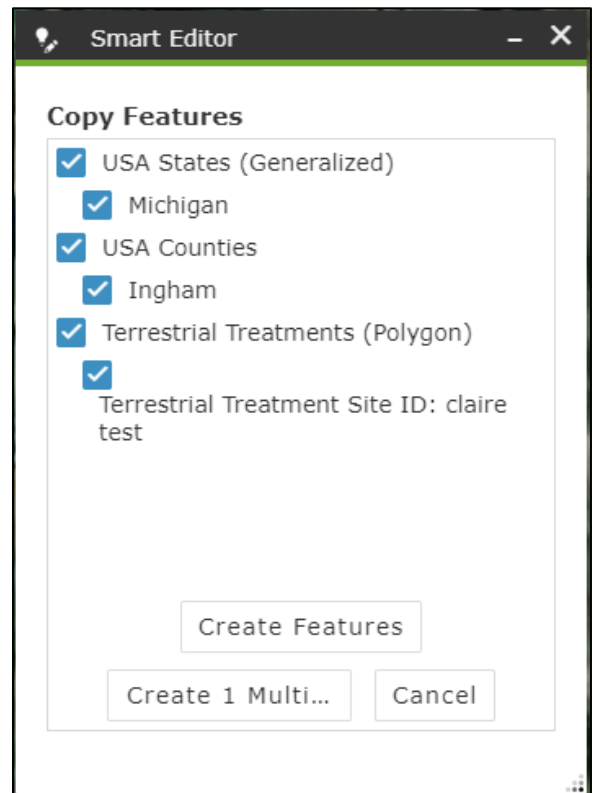 Smart Editor
Copy Features
USA States (Generalized)
Michigan
USA Counties
Ingham
Terrestrial Treatments (Polygon)
Terrestrial Treatment Site ID: claire
test
Create Features
Create 1 Multi...
Cancel